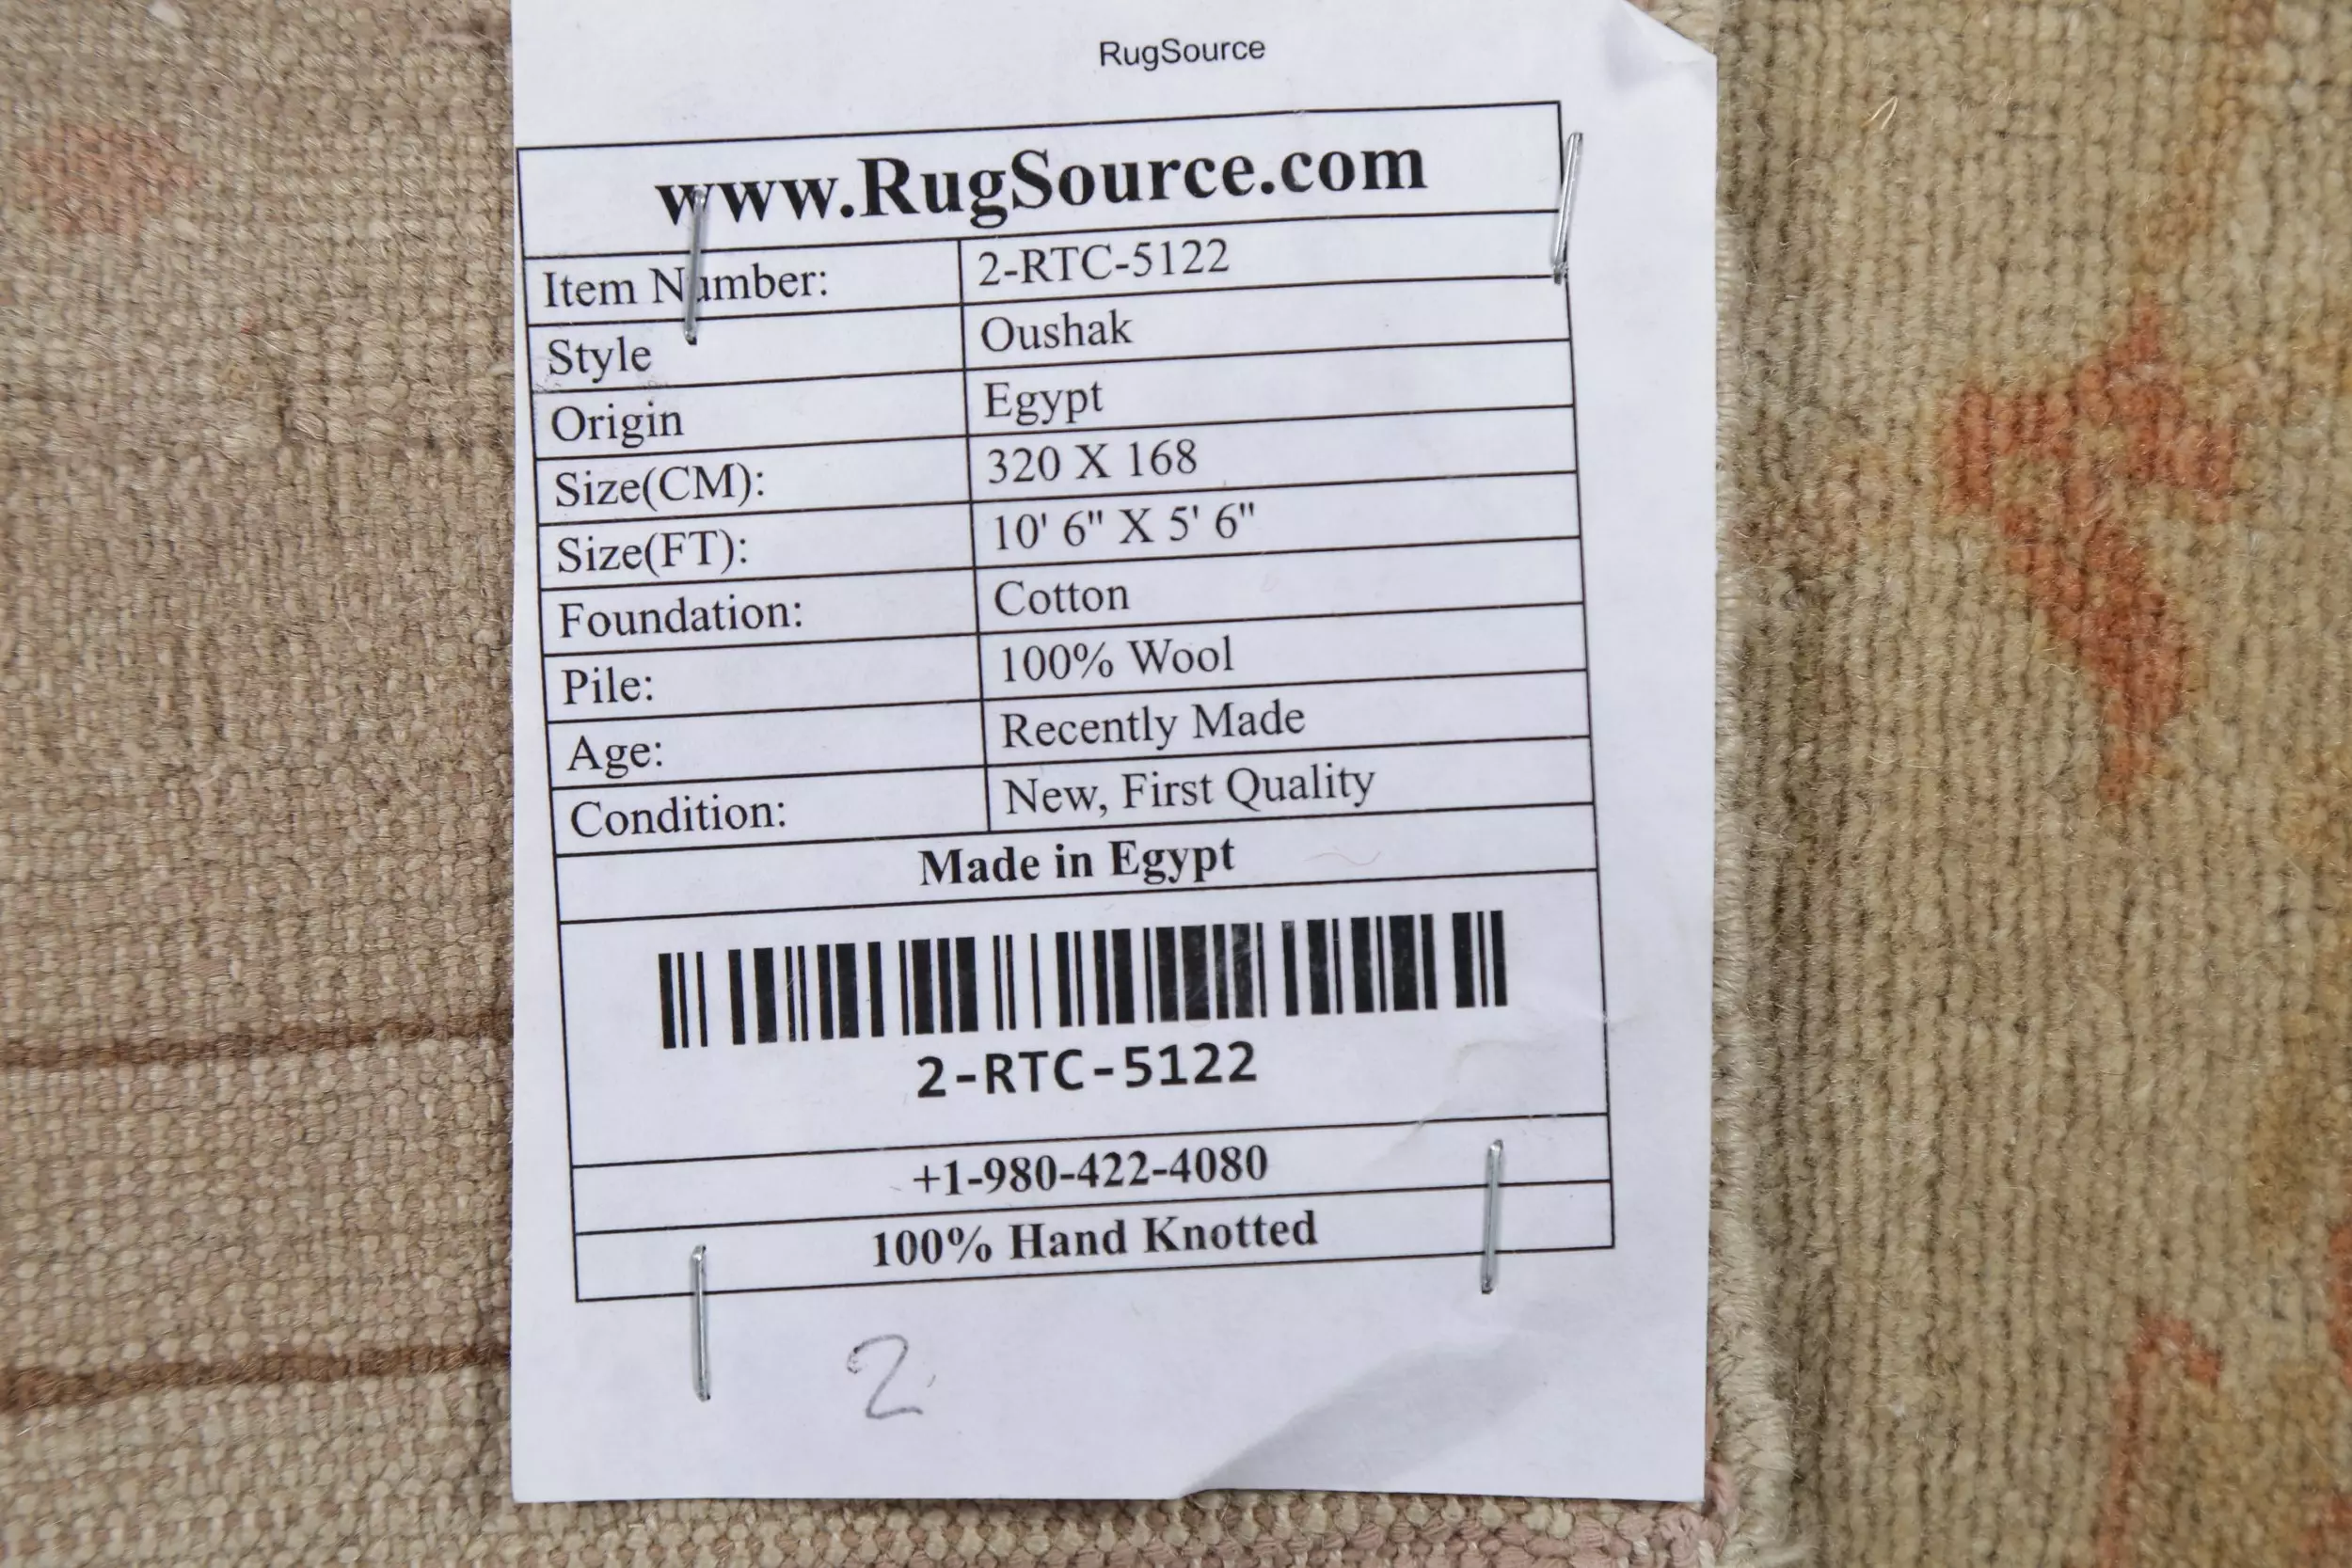 RugSource
www.RugSource.com
Item Number: 2-RTC-5122
Style Oushak
Origin Egypt
Size(CM): 320 X 168
Size(FT): 10' 6" X 5' 6"
Foundation: Cotton
Pile: 100% Wool
Age: Recently Made
Condition: New, First Quality
Made in Egypt
2-RTC-5122
+1-980-422-4080
100% Hand Knotted
2